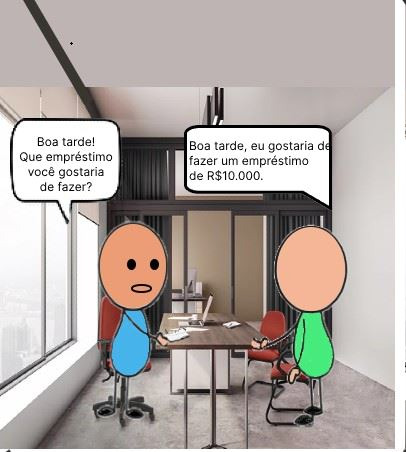 Boa tarde!
Que empréstimo
você gostaria
de fazer?
Boa tarde, eu gostaria de
fazer um empréstimo
de R$10.000.